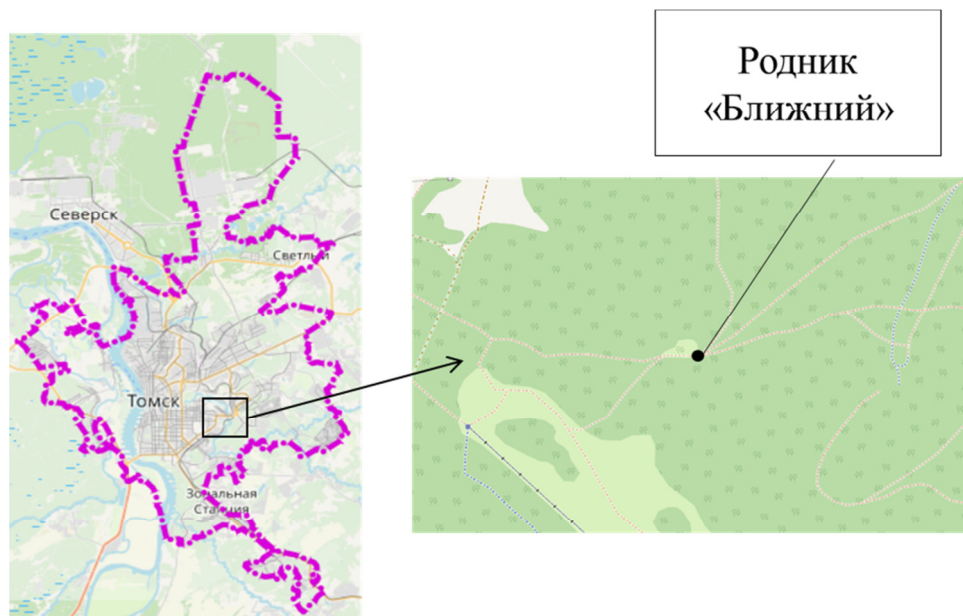 Родник
«Ближний»
Северск
Светлый
Томск
Зональная
Станция